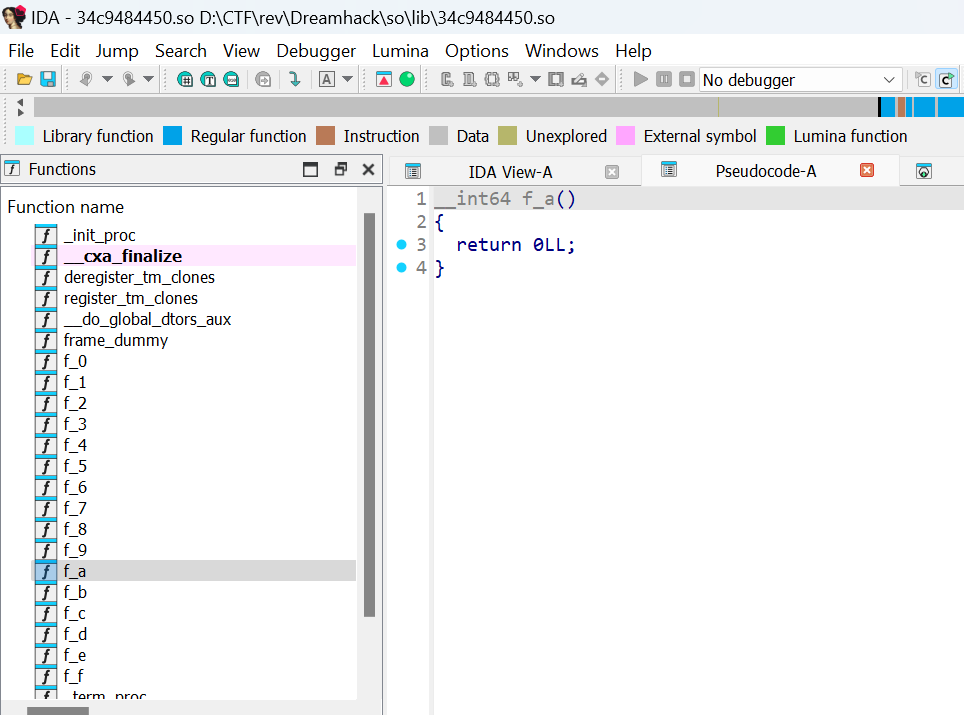 IDA - 34c9484450.so D:\CTF\rev\Dreamhack\so\lib\34c9484450.so
File Edit Jump Search View Debugger Lumina Options Windows Help
No debugger
Library function Regular function Instruction Data Unexplored External symbol Lumina function
Functions
IDA View-A
Pseudocode-A
Function name
f _init_proc
f __cxa_finalize
f deregister_tm_clones
f register_tm_clones
f __do_global_dtors_aux
f frame_dummy
f f_0
f f_1
f f_2
f f_3
f f_4
f f_5
f f_6
f f_7
f f_8
f f_9
f f_a
f f_b
f f_c
f f_d
f f_e
f f_f
f _term_proc
1 __int64 f_a()
2 {
3 return 0LL;
4 }